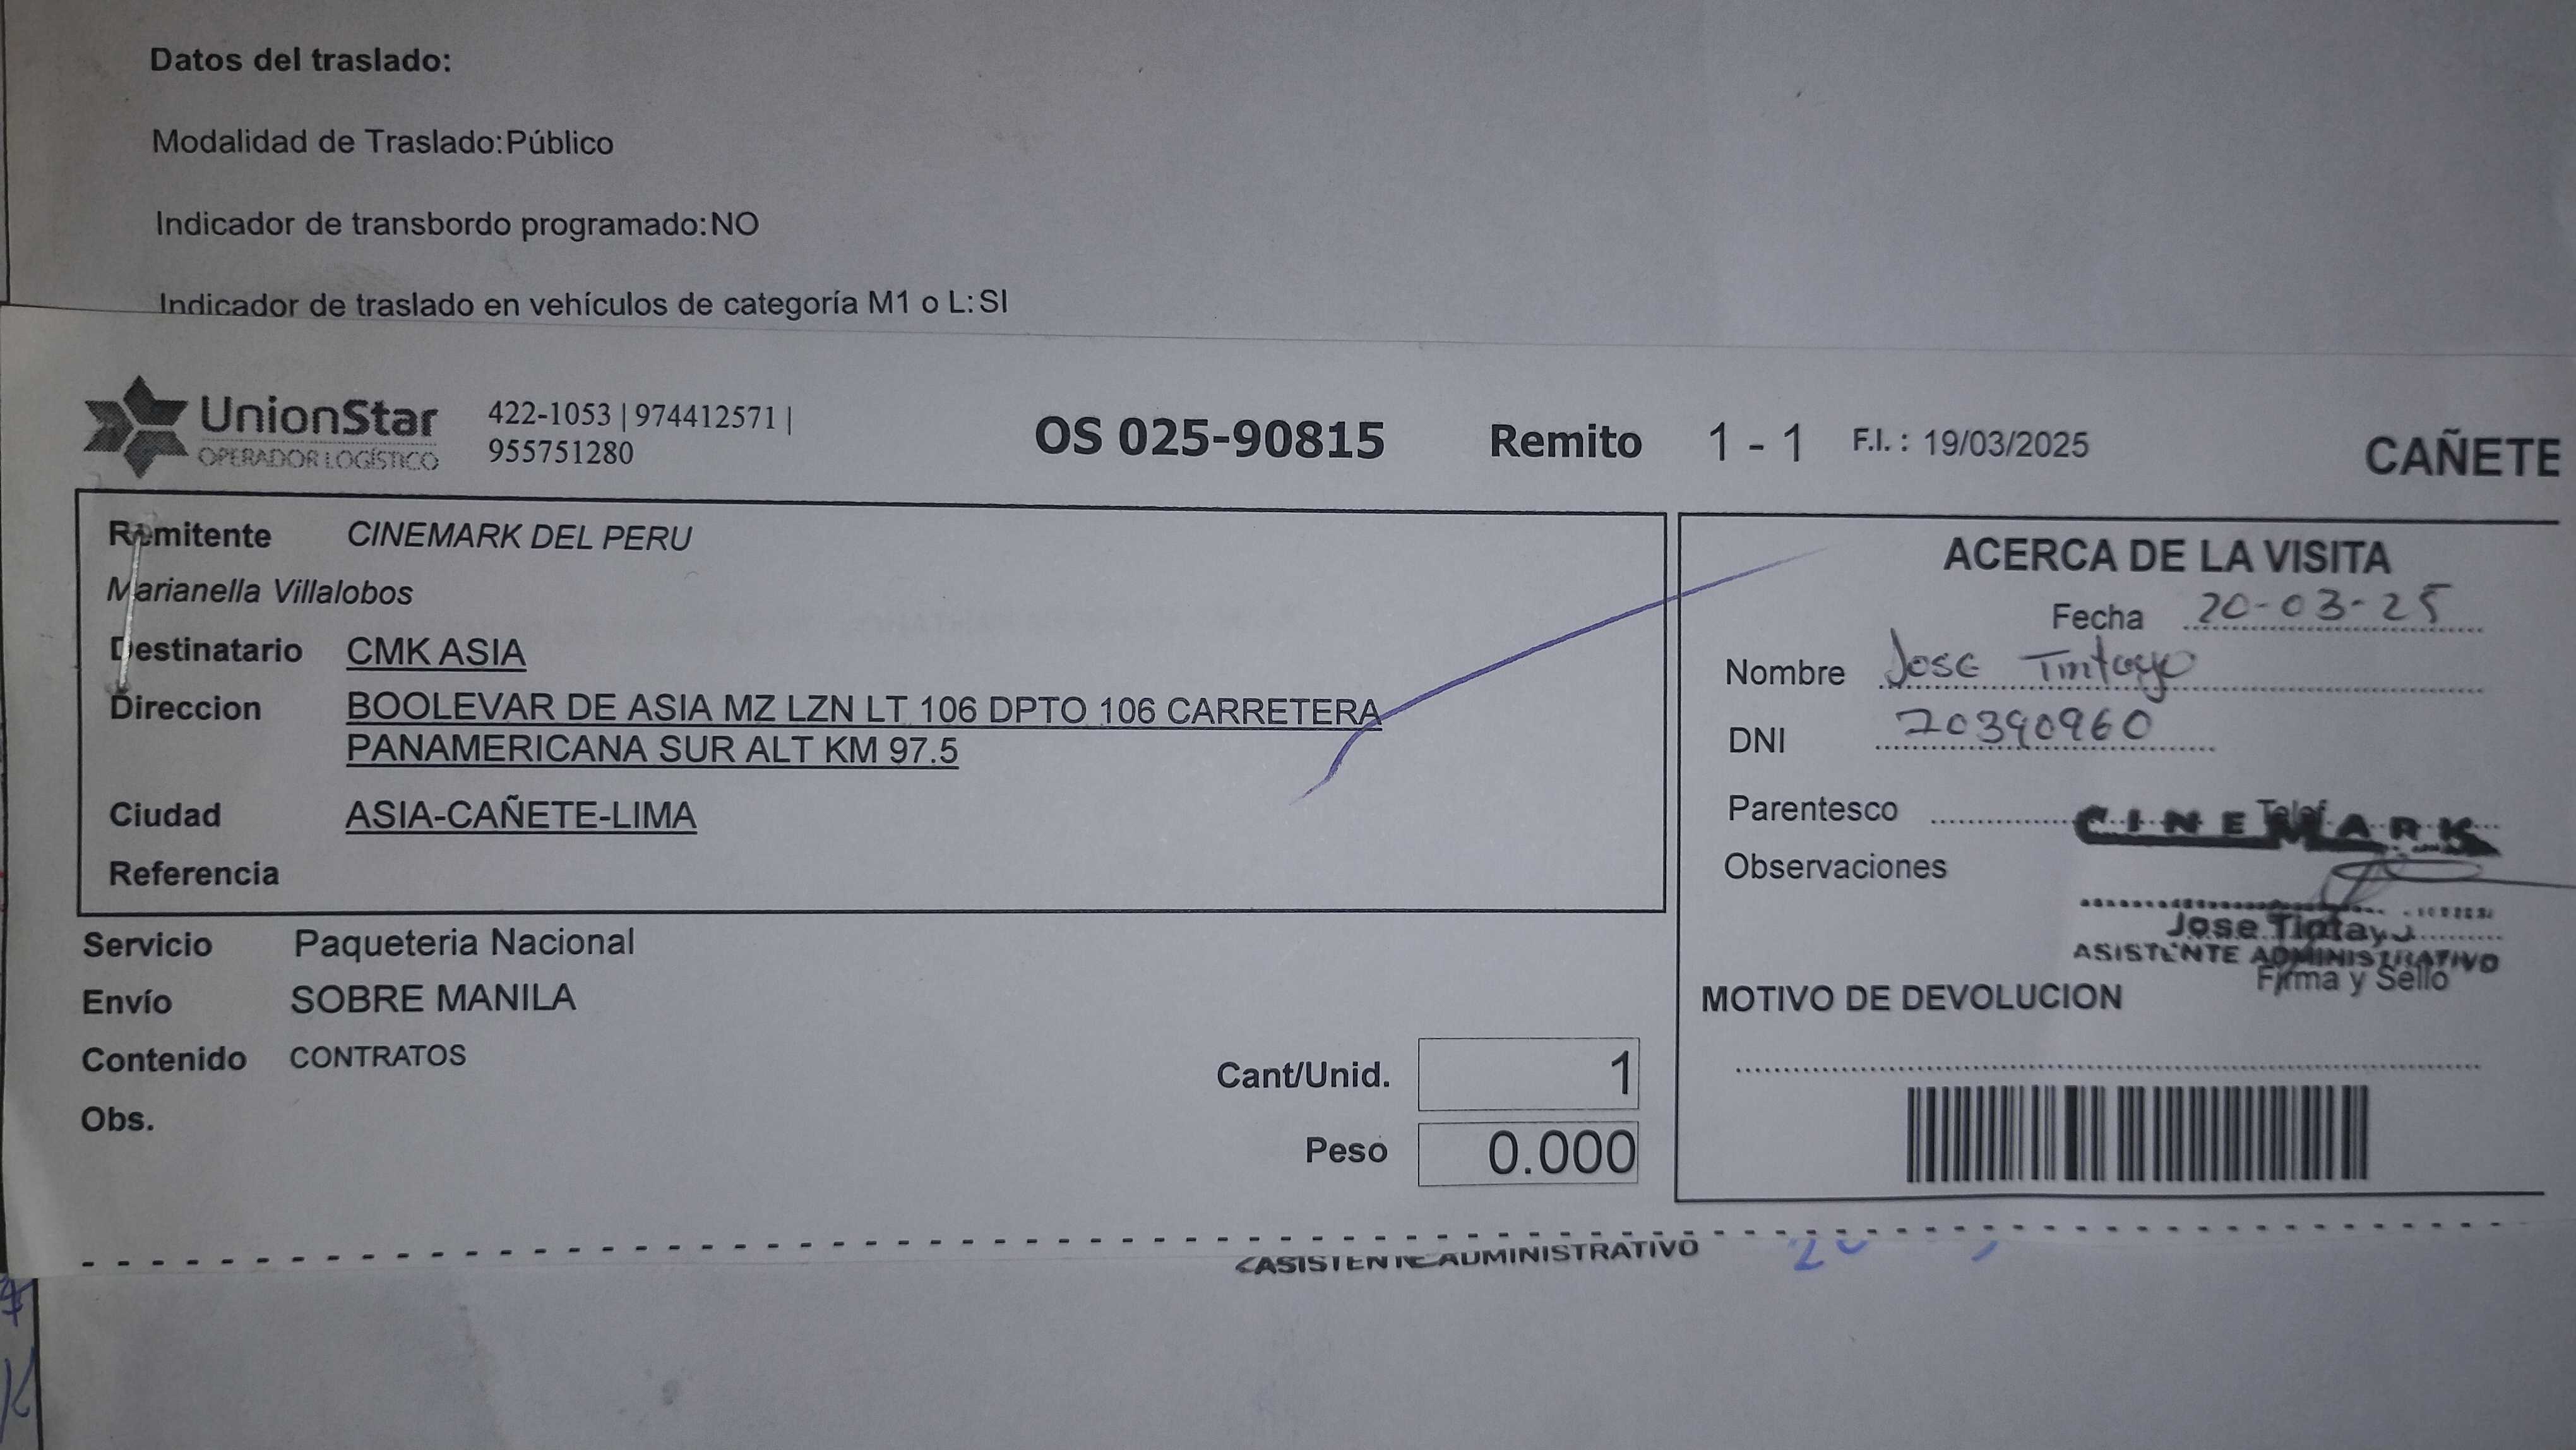 Datos del traslado:
Modalidad de Traslado:Público
Indicador de transbordo programado:NO
Indicador de traslado en vehículos de categoría M1 o L:SI
UnionStar
OPERADOR LOGÍSTICO
422-1053 | 974412571 |
955751280
OS 025-90815 Remito 1 - 1 F.I. : 19/03/2025 CAÑETE
Remitente CINEMARK DEL PERU
Marianella Villalobos
Destinatario CMK ASIA
Direccion BOOLEVAR DE ASIA MZ LZN LT 106 DPTO 106 CARRETERA
PANAMERICANA SUR ALT KM 97.5
Ciudad ASIA-CAÑETE-LIMA
Referencia
Servicio Paqueteria Nacional
Envío SOBRE MANILA
Contenido CONTRATOS
Obs.
Cant/Unid. 1
Peso 0.000
ACERCA DE LA VISITA
Fecha 20-03-25
Nombre Jose Tintayo
DNI 70390960
Parentesco Telef
CINEMARK
Observaciones
Jose Tintayo
ASISTENTE ADMINISTRATIVO
Firma y Sello
MOTIVO DE DEVOLUCION
ASISTENTE ADMINISTRATIVO